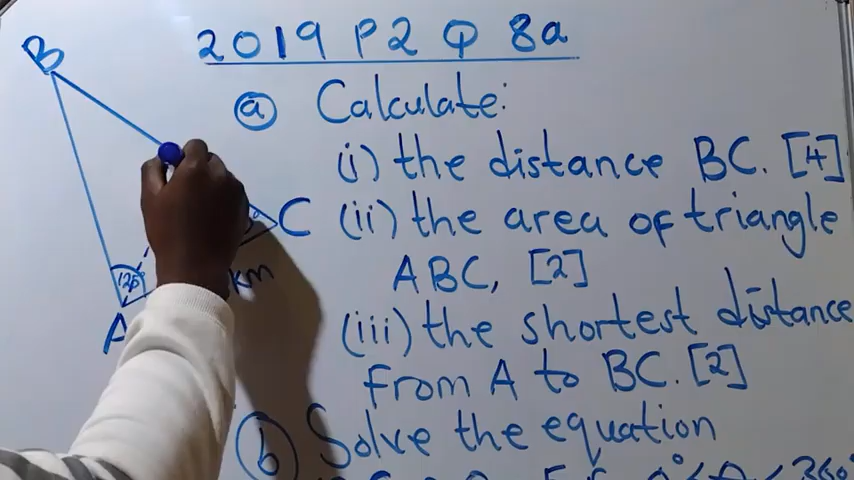 2019 P2 Q 8a
B
a Calculate:
(i) the distance BC. [4]
C
(ii) the area of triangle
ABC, [2]
km
A
(iii) the shortest distance
from A to BC. [2]
b Solve the equation